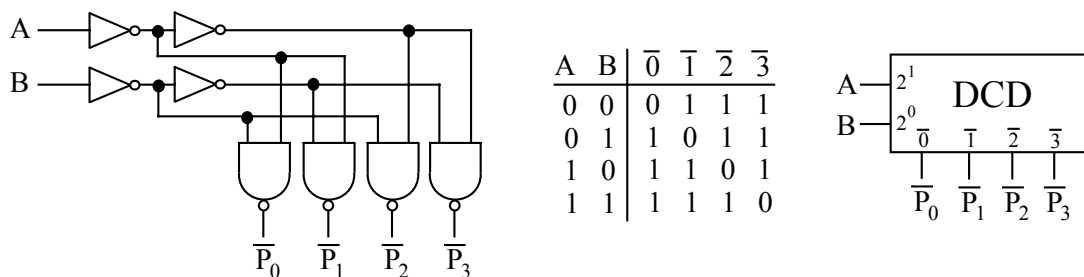 A
B
P̅₀ P̅₁ P̅₂ P̅₃
A B 0̅ 1̅ 2̅ 3̅
0 0 0 1 1 1
0 1 1 0 1 1
1 0 1 1 0 1
1 1 1 1 1 0
A 2¹ DCD
B 2⁰
0̅ 1̅ 2̅ 3̅
P̅₀ P̅₁ P̅₂ P̅₃